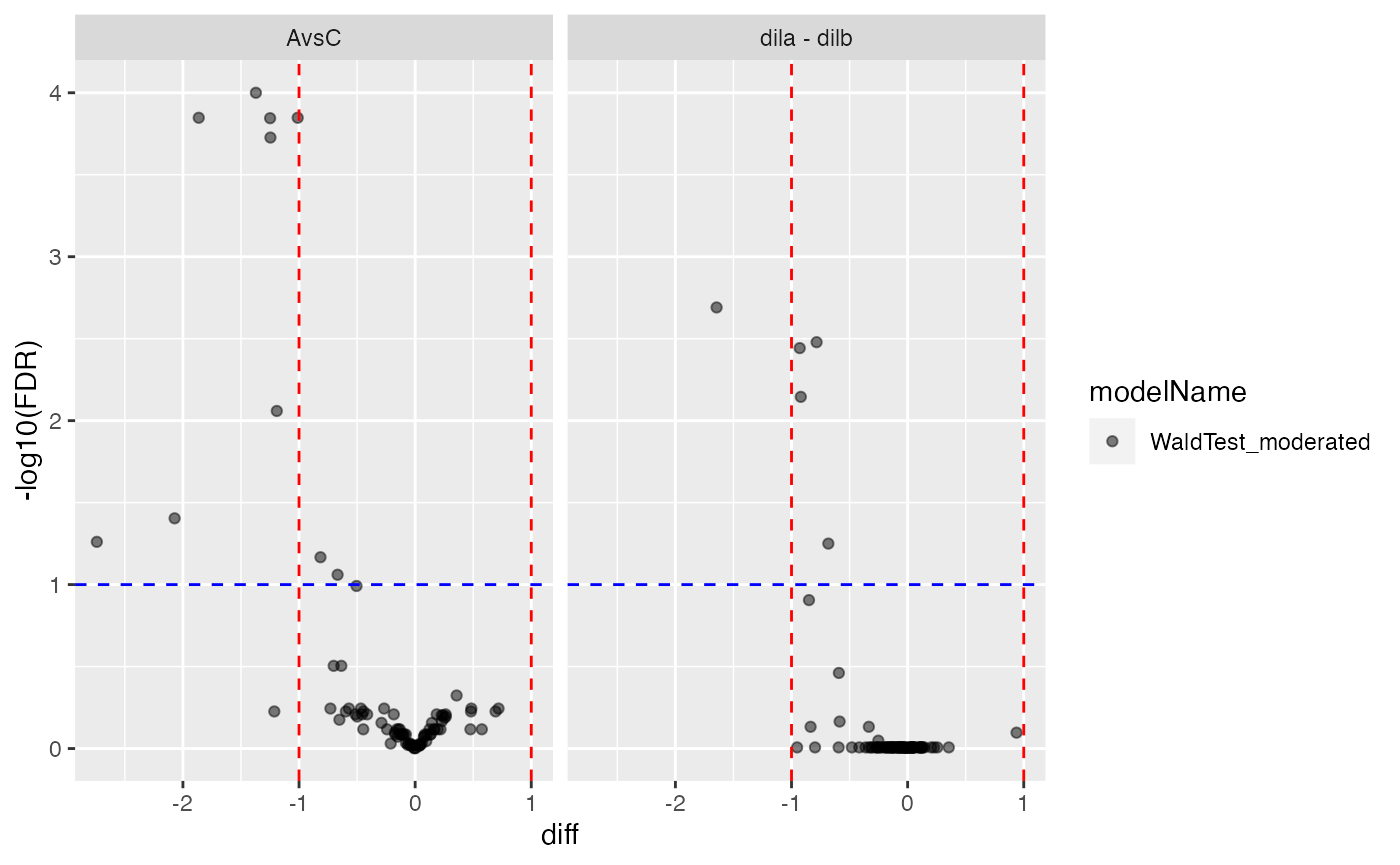 AvsC
dila - dilb
4
3
2
1
0
-log10(FDR)
-2 -1 0 1
-2 -1 0 1
diff
modelName
WaldTest_moderated